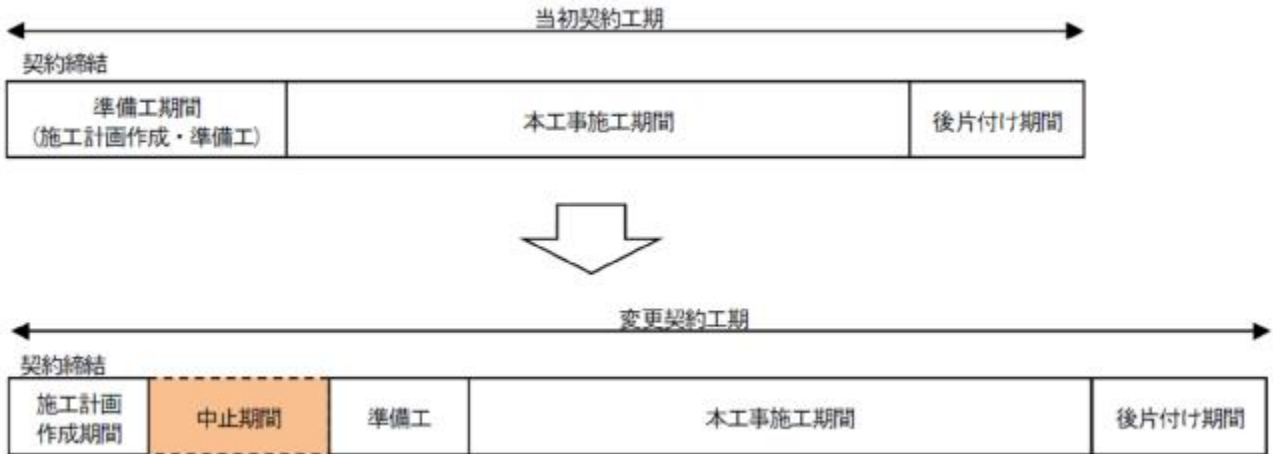 当初契約工期
契約締結
準備工期間
(施工計画作成・準備工)
本工事施工期間
後片付け期間
変更契約工期
契約締結
施工計画
作成期間
中止期間
準備工
本工事施工期間
後片付け期間